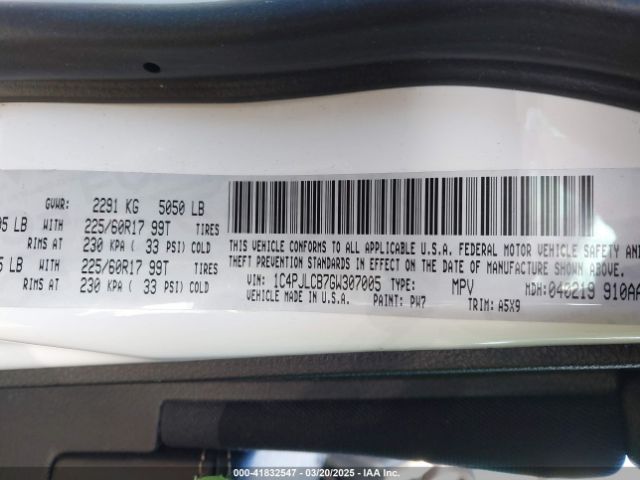 GVWR: 2291 KG 5050 LB
05 LB WITH 225/60R17 99T TIRES
RIMS AT 230 KPA ( 33 PSI) COLD
5 LB WITH 225/60R17 99T TIRES
RIMS AT 230 KPA ( 33 PSI) COLD
THIS VEHICLE CONFORMS TO ALL APPLICABLE U.S.A. FEDERAL MOTOR VEHICLE SAFETY AND
THEFT PREVENTION STANDARDS IN EFFECT ON THE DATE OF MANUFACTURE SHOWN ABOVE.
VIN: 1C4PJLCB7GW307005 TYPE: MPV MDH: 040219 910AA
VEHICLE MADE IN U.S.A. PAINT: PW7 TRIM: A5X9
000-41832547 | 03/20/2025 | IAA Inc.